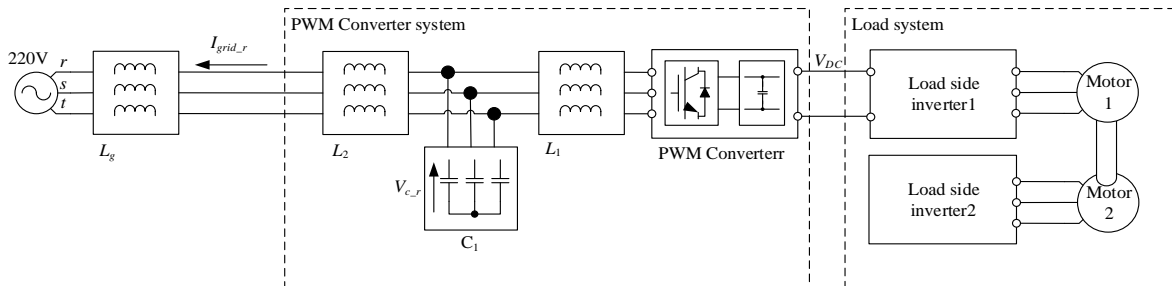 PWM Converter system
Load system
220V
r
s
t
I_grid_r
V_DC
L_g
L_2
L_1
PWM Converterr
V_c_r
C_1
Load side
inverter1
Motor
1
Load side
inverter2
Motor
2